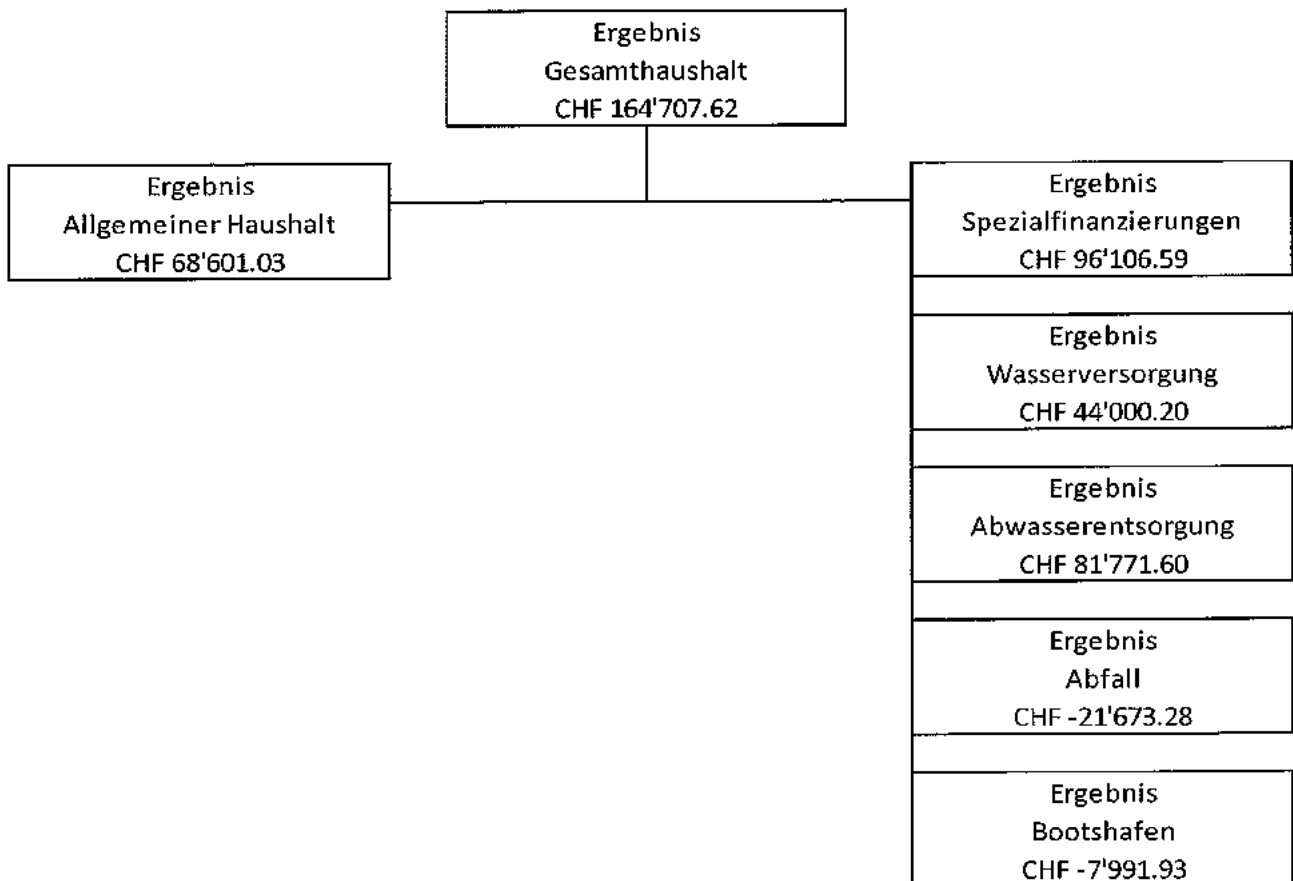 Ergebnis
Gesamthaushalt
CHF 164'707.62
Ergebnis
Allgemeiner Haushalt
CHF 68'601.03
Ergebnis
Spezialfinanzierungen
CHF 96'106.59
Ergebnis
Wasserversorgung
CHF 44'000.20
Ergebnis
Abwasserentsorgung
CHF 81'771.60
Ergebnis
Abfall
CHF -21'673.28
Ergebnis
Bootshafen
CHF -7'991.93